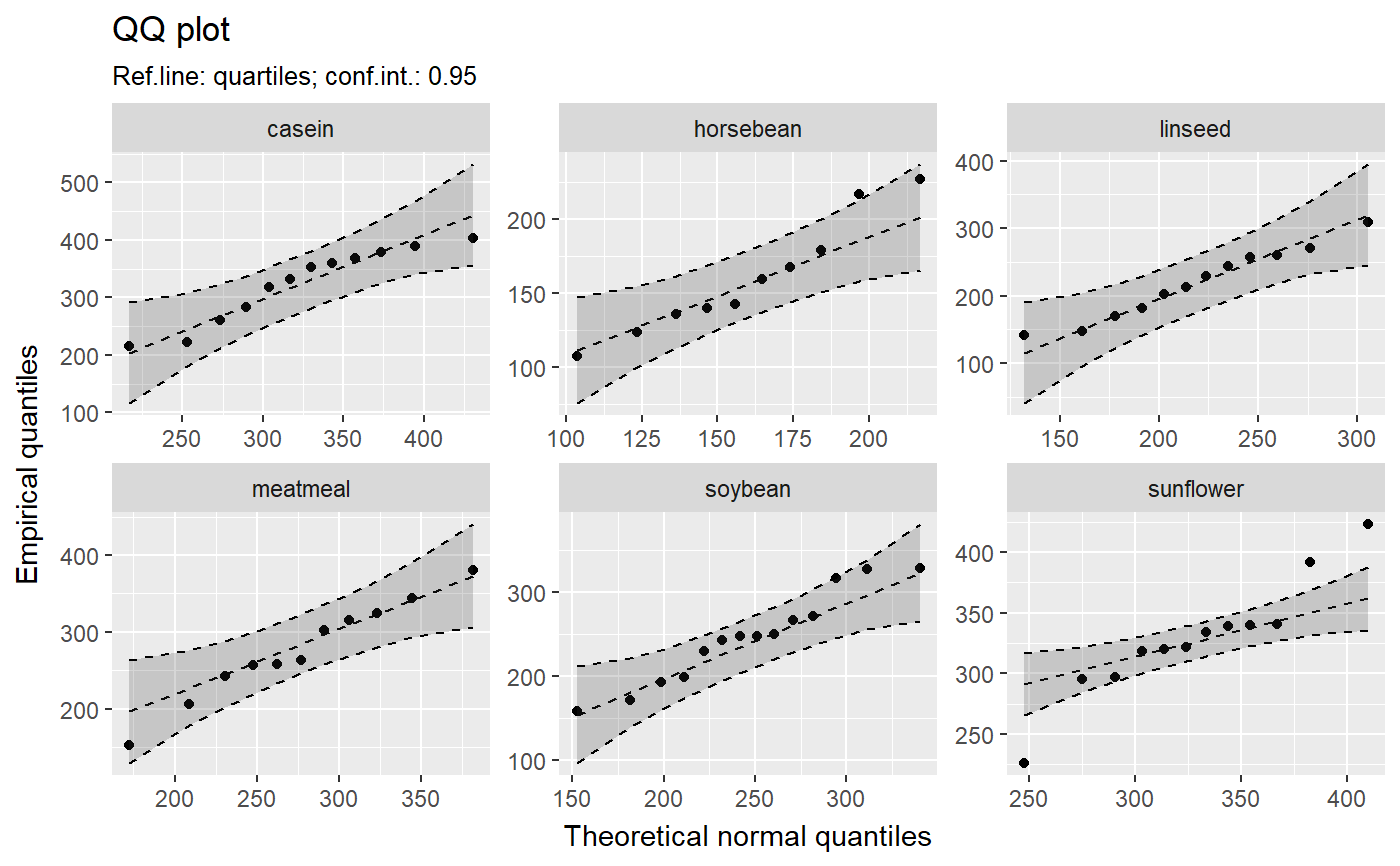 QQ plot
Ref.line: quartiles; conf.int.: 0.95
casein
horsebean
linseed
500
400
300
200
100
250 300 350 400
200
150
100
100 125 150 175 200
400
300
200
100
150 200 250 300
Empirical quantiles
meatmeal
soybean
sunflower
400
300
200
200 250 300 350
300
200
100
150 200 250 300
400
350
300
250
250 300 350 400
Theoretical normal quantiles